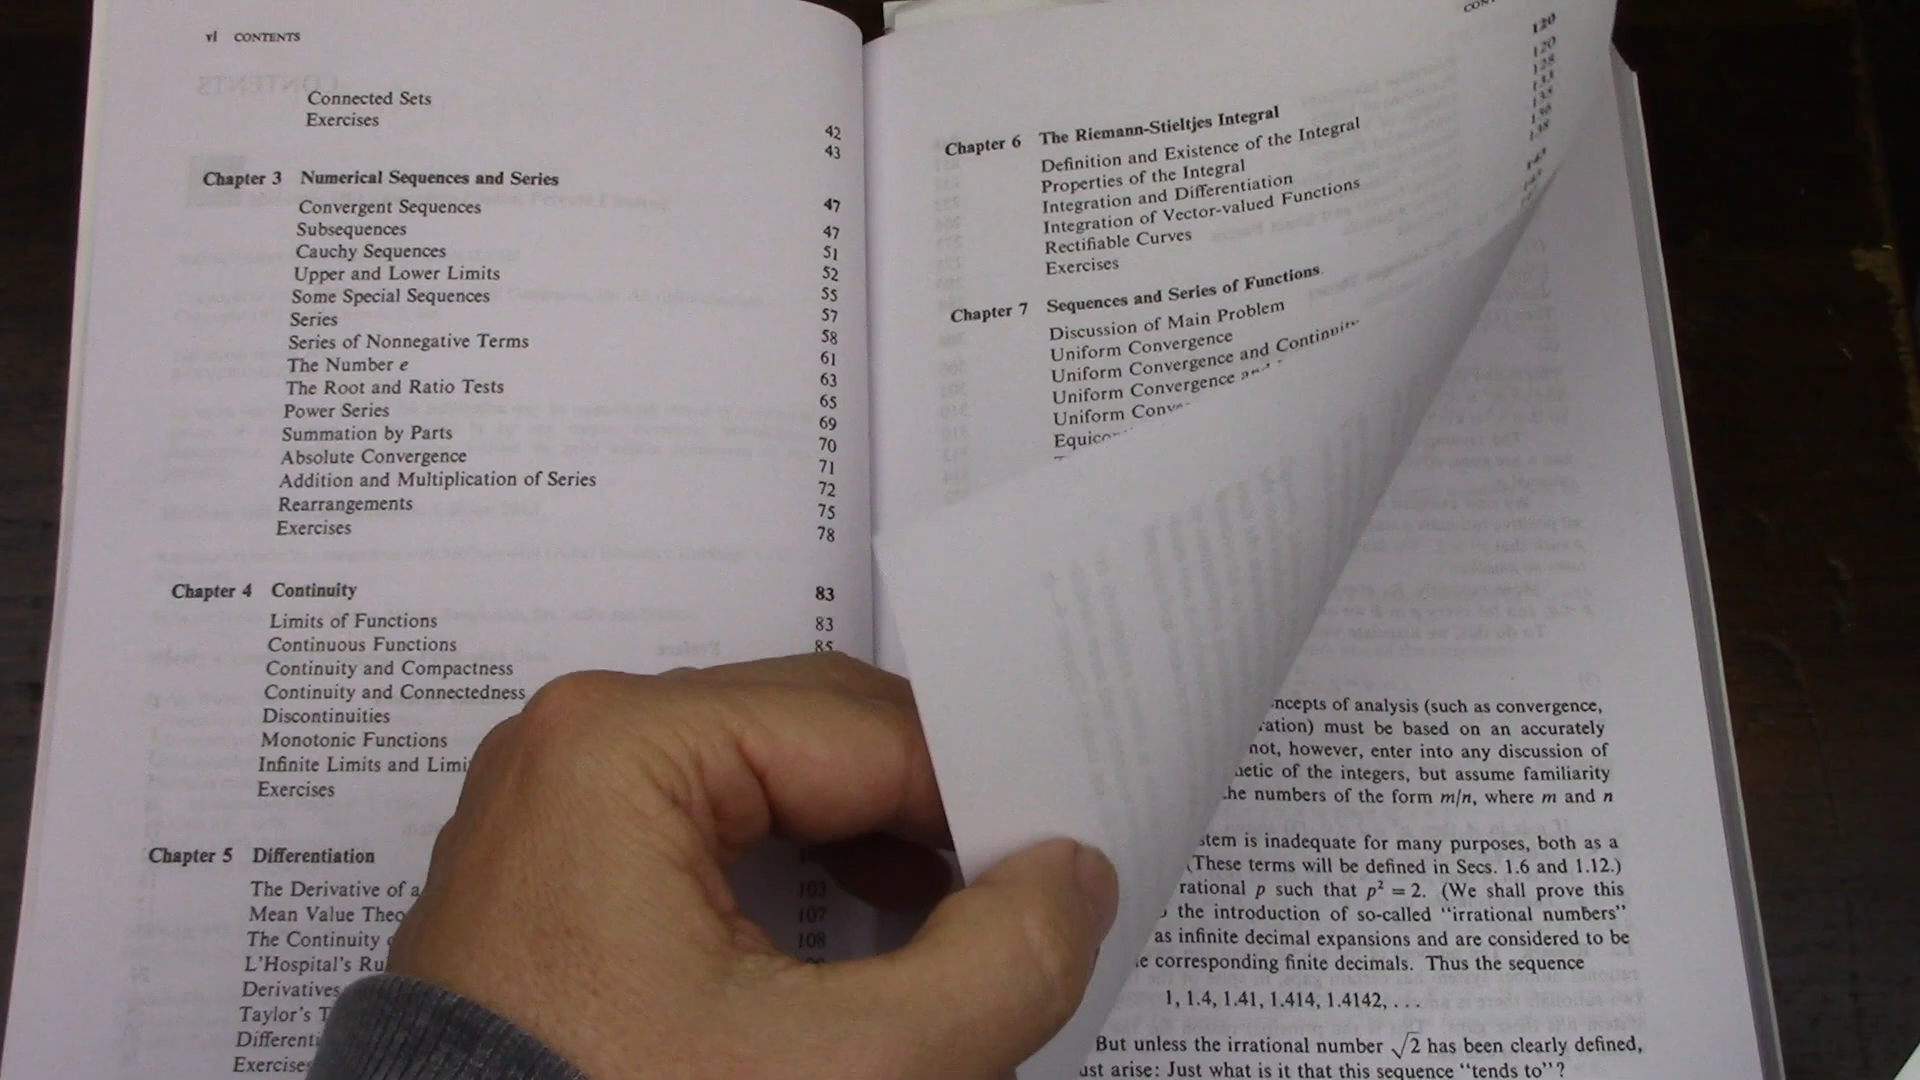 vi CONTENTS
Connected Sets 42
Exercises 43
Chapter 3 Numerical Sequences and Series 47
Convergent Sequences 47
Subsequences 51
Cauchy Sequences 52
Upper and Lower Limits 55
Some Special Sequences 57
Series 58
Series of Nonnegative Terms 61
The Number e 63
The Root and Ratio Tests 65
Power Series 69
Summation by Parts 70
Absolute Convergence 71
Addition and Multiplication of Series 72
Rearrangements 75
Exercises 78
Chapter 4 Continuity 83
Limits of Functions 83
Continuous Functions 85
Continuity and Compactness
Continuity and Connectedness
Discontinuities
Monotonic Functions
Infinite Limits and
Exercises
Chapter 5 Differentiation
The Derivative of a 103
Mean Value 107
The Continuity 108
L'Hospital's
Derivatives
Taylor's
Exercises
Chapter 6 The Riemann-Stieltjes Integral 120
Definition and Existence of the Integral 120
Properties of the Integral 128
Integration and Differentiation 133
Integration of Vector-valued Functions 135
Rectifiable Curves 136
Exercises 138
Chapter 7 Sequences and Series of Functions 143
Discussion of Main Problem
Uniform Convergence
Uniform Convergence and Continuity
Uniform Convergence and
Uniform
of analysis (such as convergence,
must be based on an accurately
not, however, enter into any discussion of
of the integers, but assume familiarity
the numbers of the form m/n, where m and n
is inadequate for many purposes, both as a
(These terms will be defined in Secs. 1.6 and 1.12.)
rational p such that p² = 2. (We shall prove this
the introduction of so-called "irrational numbers"
as infinite decimal expansions and are considered to be
corresponding finite decimals. Thus the sequence
1, 1.4, 1.41, 1.414, 1.4142, . . .
But unless the irrational number √2 has been clearly defined,
arise: Just what is it that this sequence "tends to"?